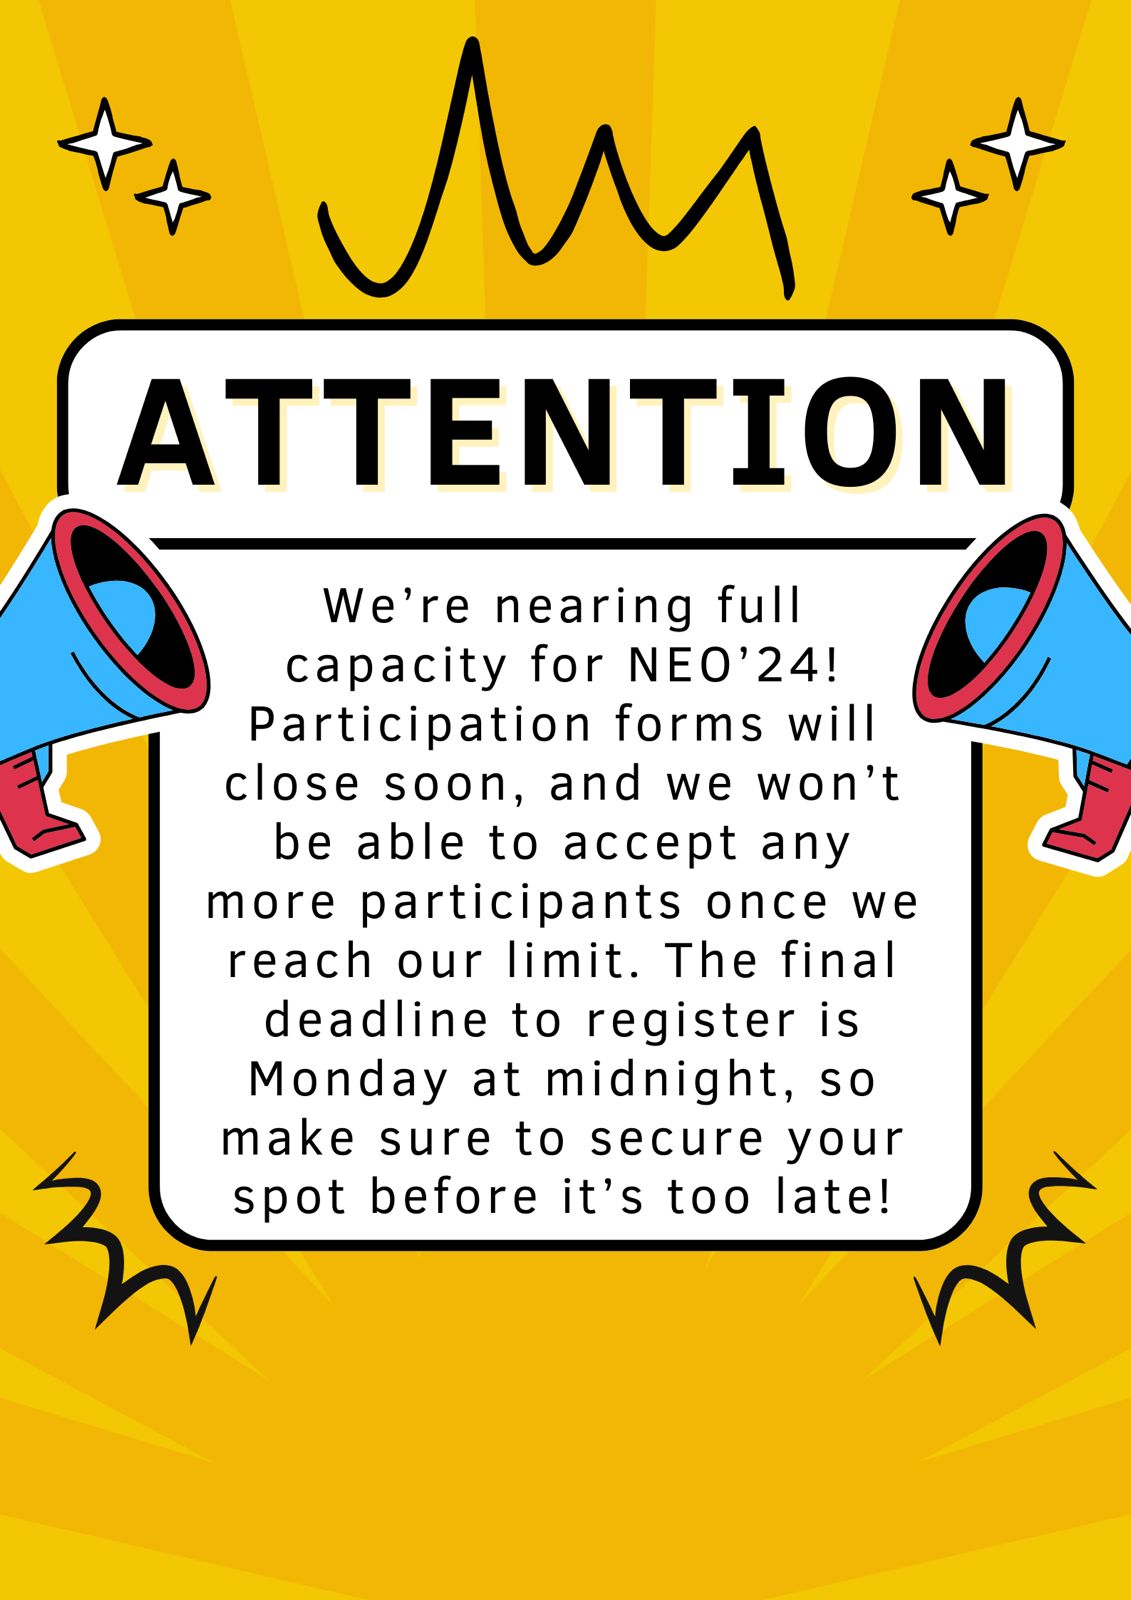 ATTENTION
We’re nearing full
capacity for NEO’24!
Participation forms will
close soon, and we won’t
be able to accept any
more participants once we
reach our limit. The final
deadline to register is
Monday at midnight, so
make sure to secure your
spot before it’s too late!